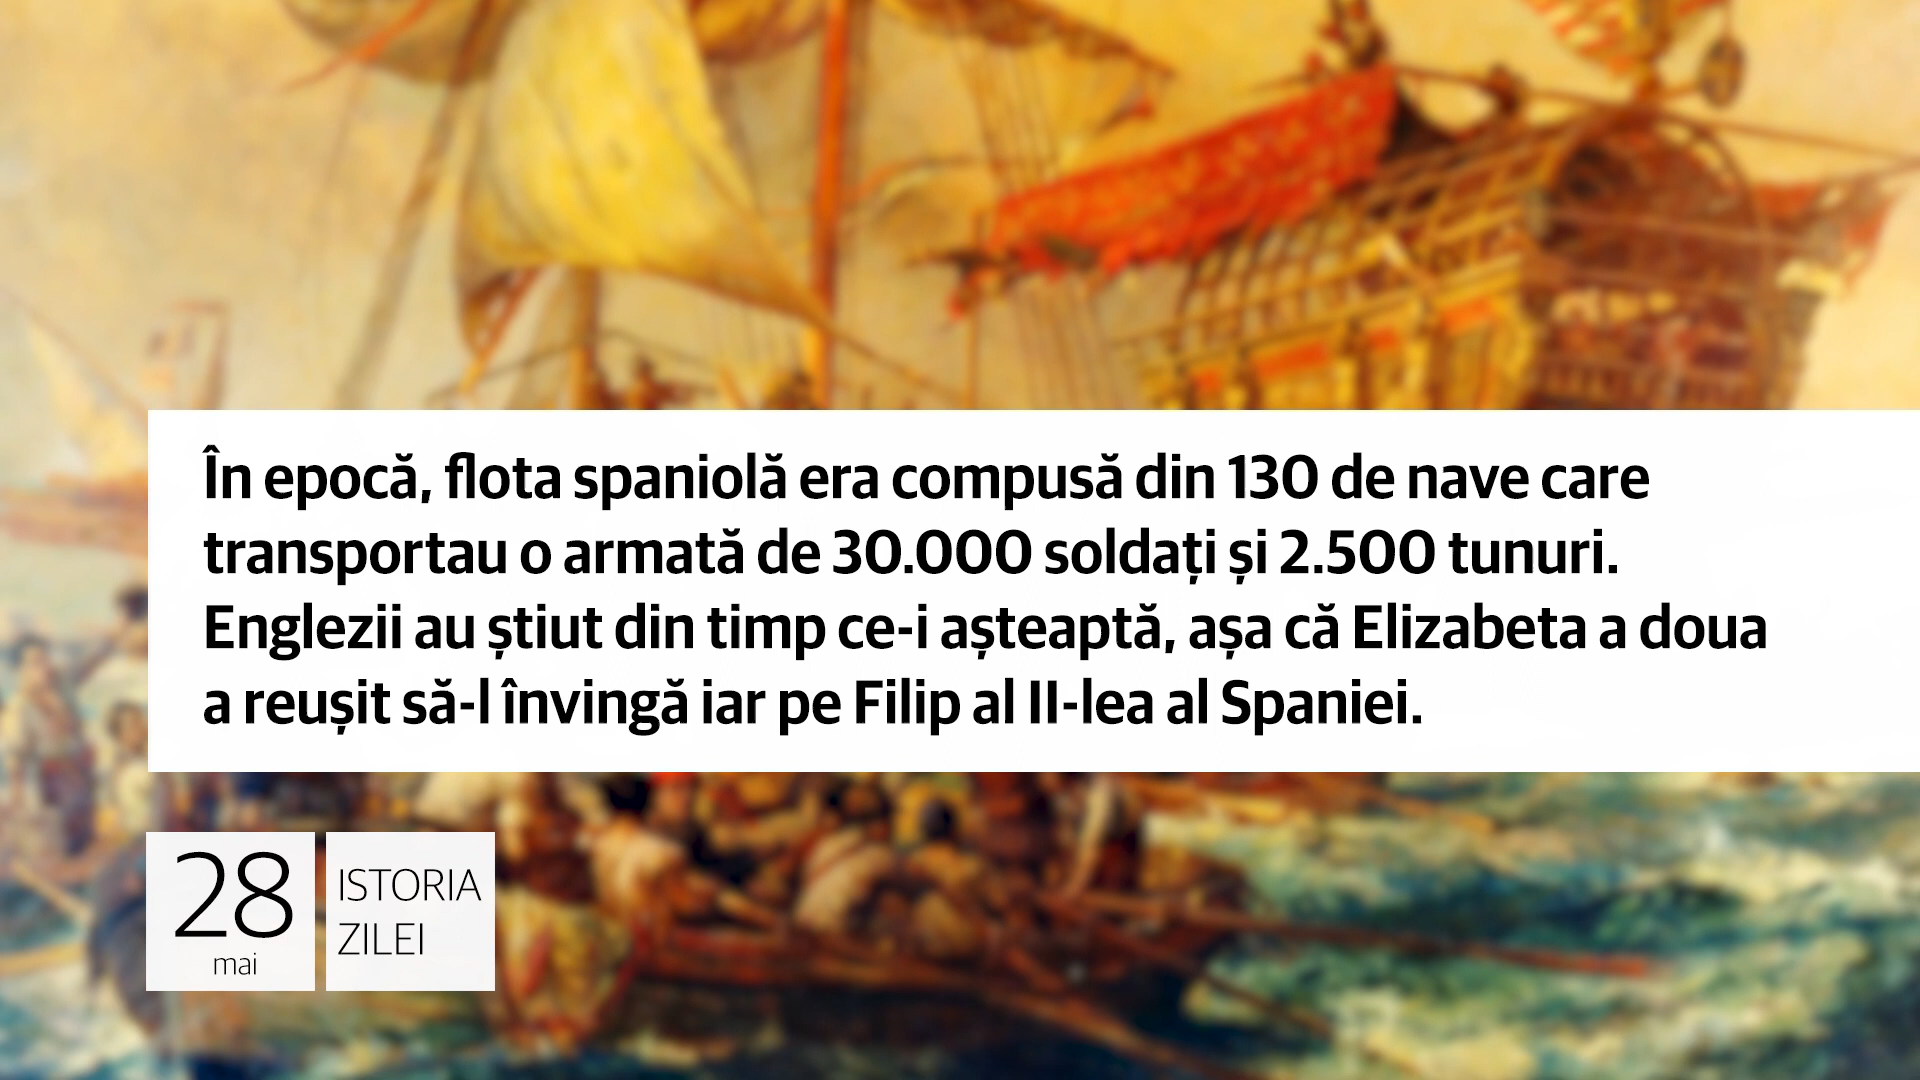 În epocă, flota spaniolă era compusă din 130 de nave care
transportau o armată de 30.000 soldați și 2.500 tunuri.
Englezii au știut din timp ce-i așteaptă, așa că Elizabeta a doua
a reușit să-l învingă iar pe Filip al II-lea al Spaniei.
28
mai
ISTORIA
ZILEI